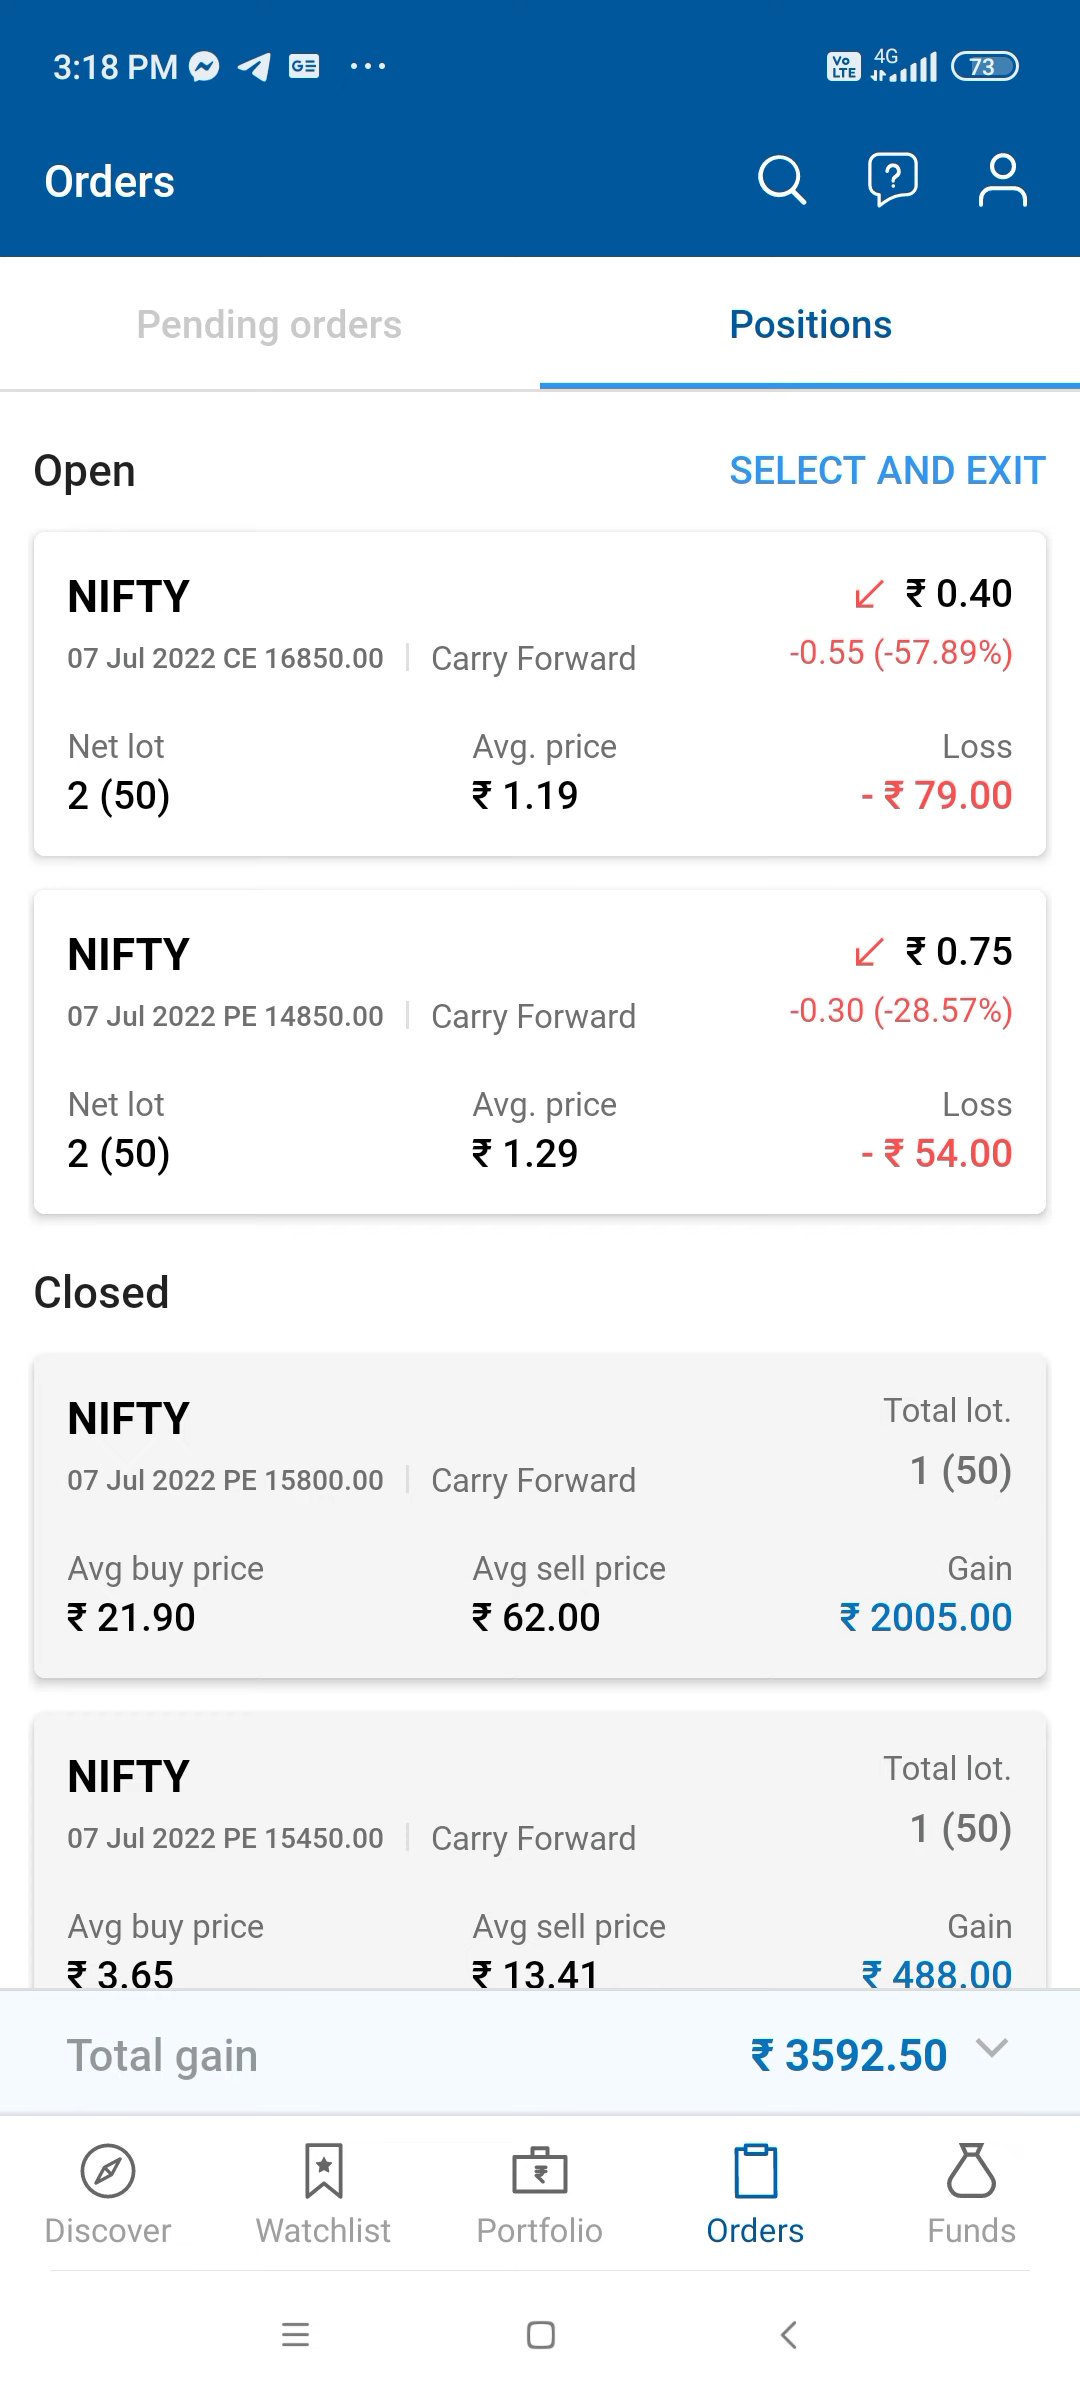 3:18 PM
Vo LTE 4G 73
Orders
Pending orders Positions
Open SELECT AND EXIT
NIFTY ₹ 0.40
07 Jul 2022 CE 16850.00 Carry Forward -0.55 (-57.89%)
Net lot Avg. price Loss
2 (50) ₹ 1.19 - ₹ 79.00
NIFTY ₹ 0.75
07 Jul 2022 PE 14850.00 Carry Forward -0.30 (-28.57%)
Net lot Avg. price Loss
2 (50) ₹ 1.29 - ₹ 54.00
Closed
NIFTY Total lot.
07 Jul 2022 PE 15800.00 Carry Forward 1 (50)
Avg buy price Avg sell price Gain
₹ 21.90 ₹ 62.00 ₹ 2005.00
NIFTY Total lot.
07 Jul 2022 PE 15450.00 Carry Forward 1 (50)
Avg buy price Avg sell price Gain
₹ 3.65 ₹ 13.41 ₹ 488.00
Total gain ₹ 3592.50
Discover Watchlist Portfolio Orders Funds